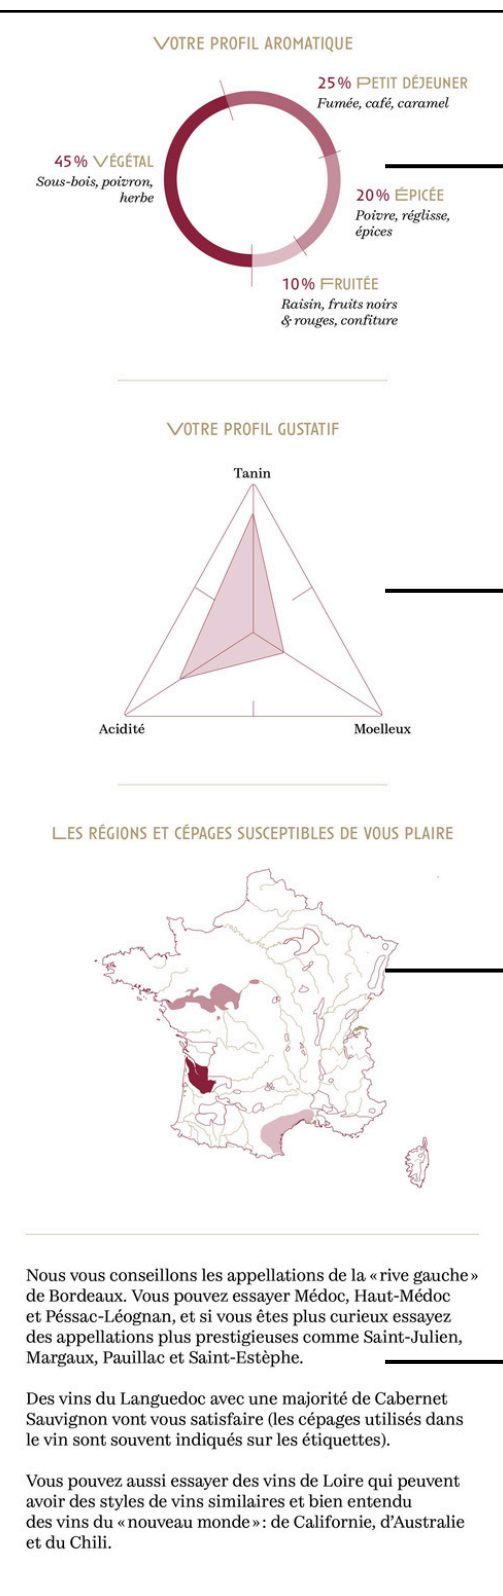 VOTRE PROFIL AROMATIQUE
25% PETIT DÉJEUNER
Fumée, café, caramel
45% VÉGÉTAL
Sous-bois, poivron,
herbe
20% ÉPICÉE
Poivre, réglisse,
épices
10% FRUITÉE
Raisin, fruits noirs
& rouges, confiture
VOTRE PROFIL GUSTATIF
Tanin
Acidité
Moelleux
LES RÉGIONS ET CÉPAGES SUSCEPTIBLES DE VOUS PLAIRE
Nous vous conseillons les appellations de la «rive gauche»
de Bordeaux. Vous pouvez essayer Médoc, Haut-Médoc
et Péssac-Léognan, et si vous êtes plus curieux essayez
des appellations plus prestigieuses comme Saint-Julien,
Margaux, Pauillac et Saint-Estèphe.
Des vins du Languedoc avec une majorité de Cabernet
Sauvignon vont vous satisfaire (les cépages utilisés dans
le vin sont souvent indiqués sur les étiquettes).
Vous pouvez aussi essayer des vins de Loire qui peuvent
avoir des styles de vins similaires et bien entendu
des vins du «nouveau monde»: de Californie, d'Australie
et du Chili.